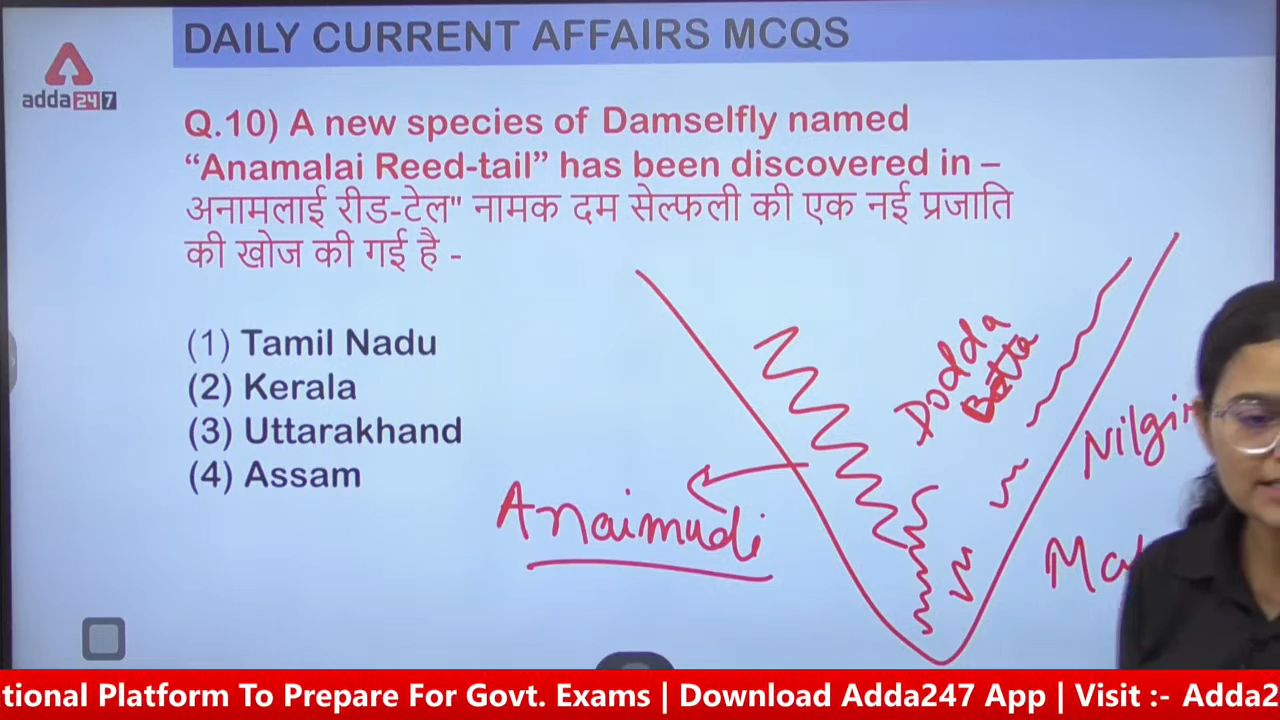 DAILY CURRENT AFFAIRS MCQS
adda247
Q.10) A new species of Damselfly named
“Anamalai Reed-tail” has been discovered in –
अनामलाई रीड-टेल" नामक दम सेल्फली की एक नई प्रजाति
की खोज की गई है -
(1) Tamil Nadu
(2) Kerala
(3) Uttarakhand
(4) Assam
Dodda
Betta
Anaimudi
tional Platform To Prepare For Govt. Exams | Download Adda247 App | Visit :- Adda2